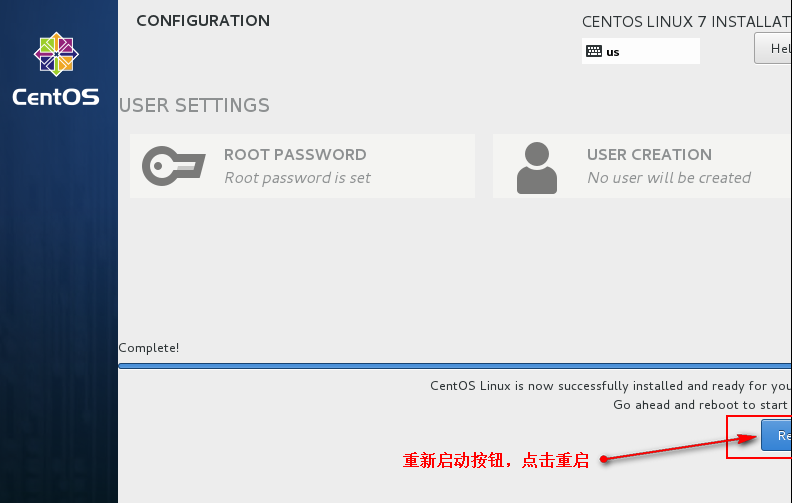 CONFIGURATION
CENTOS LINUX 7 INSTALLAT
us
Hel
CentOS
USER SETTINGS
ROOT PASSWORD
Root password is set
USER CREATION
No user will be created
Complete!
CentOS Linux is now successfully installed and ready for you
Go ahead and reboot to start
Re
重新启动按钮，点击重启